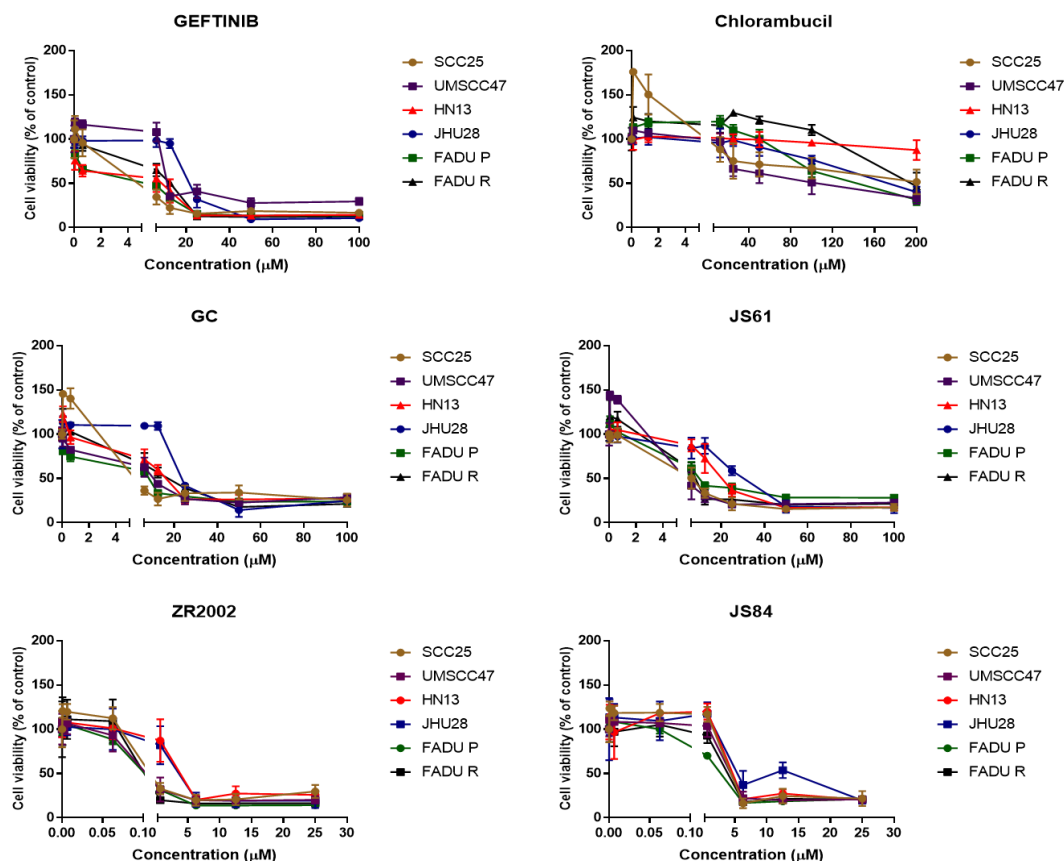 GEFTINIB
Cell viability (% of control)
200
150
100
50
0
0 2 4 20 40 60 80 100
Concentration (μM)
SCC25
UMSCC47
HN13
JHU28
FADU P
FADU R
Chlorambucil
Cell viability (% of control)
200
150
100
50
0
0 2 4 40 80 120 160 200
Concentration (μM)
SCC25
UMSCC47
HN13
JHU28
FADU P
FADU R
GC
Cell viability (% of control)
200
150
100
50
0
0 2 4 20 40 60 80 100
Concentration (μM)
SCC25
UMSCC47
HN13
JHU28
FADU P
FADU R
JS61
Cell viability (% of control)
200
150
100
50
0
0 2 4 20 40 60 80 100
Concentration (μM)
SCC25
UMSCC47
HN13
JHU28
FADU P
FADU R
ZR2002
Cell viability (% of control)
200
150
100
50
0
0.00 0.05 0.10 5 10 15 20 25 30
Concentration (μM)
SCC25
UMSCC47
HN13
JHU28
FADU P
FADU R
JS84
Cell viability (% of control)
200
150
100
50
0
0.00 0.05 0.10 5 10 15 20 25 30
Concentration (μM)
SCC25
UMSCC47
HN13
JHU28
FADU P
FADU R